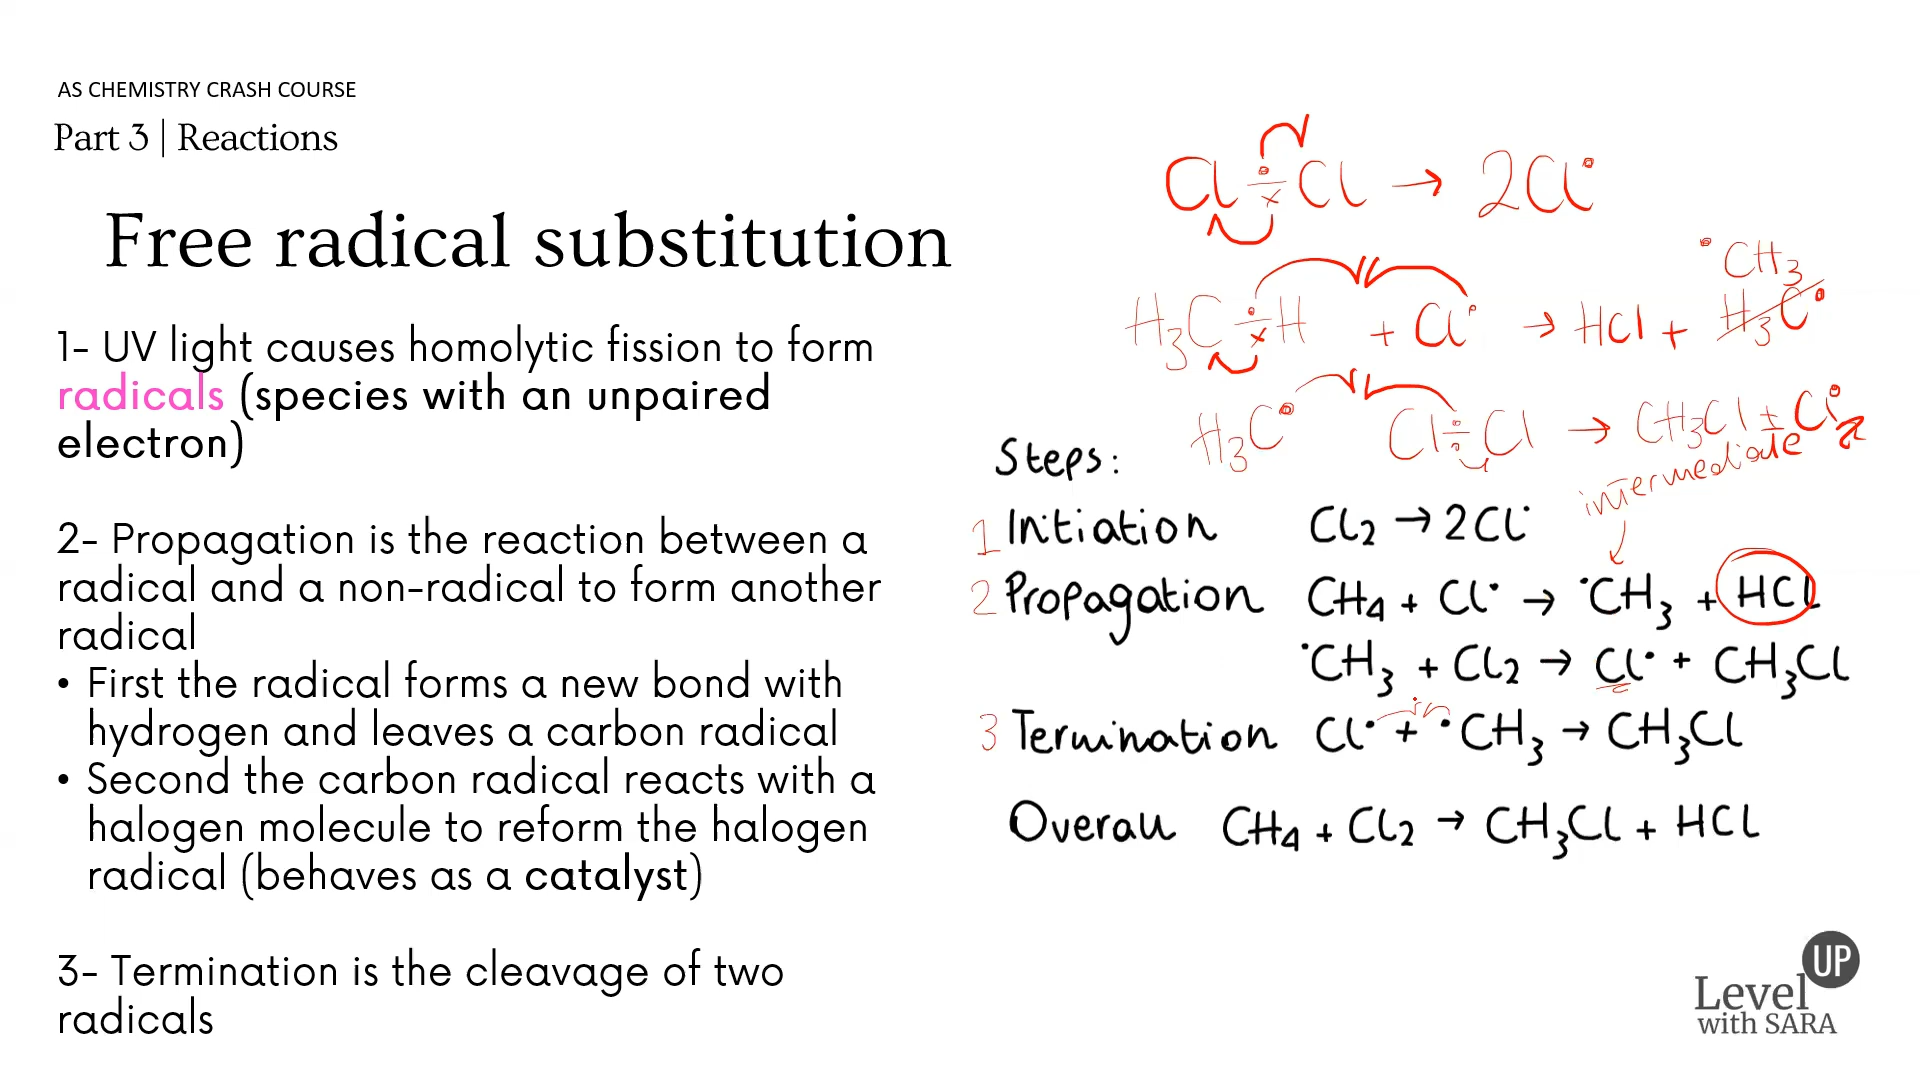 AS CHEMISTRY CRASH COURSE
Part 3 | Reactions
Free radical substitution
1- UV light causes homolytic fission to form
radicals (species with an unpaired
electron)
2- Propagation is the reaction between a
radical and a non-radical to form another
radical
• First the radical forms a new bond with
hydrogen and leaves a carbon radical
• Second the carbon radical reacts with a
halogen molecule to reform the halogen
radical (behaves as a catalyst)
3- Termination is the cleavage of two
radicals
Cl •× Cl → 2Cl•
•CH₃
H₃C •× H + Cl• → HCl + H₃C•
H₃C• Cl : Cl → CH₃Cl + Cl•
intermediate
Steps:
1 Initiation Cl₂ → 2Cl•
2 Propagation CH₄ + Cl• → •CH₃ + HCl
•CH₃ + Cl₂ → Cl• + CH₃Cl
3 Termination Cl• + •CH₃ → CH₃Cl
Overall CH₄ + Cl₂ → CH₃Cl + HCl
Level UP
with SARA